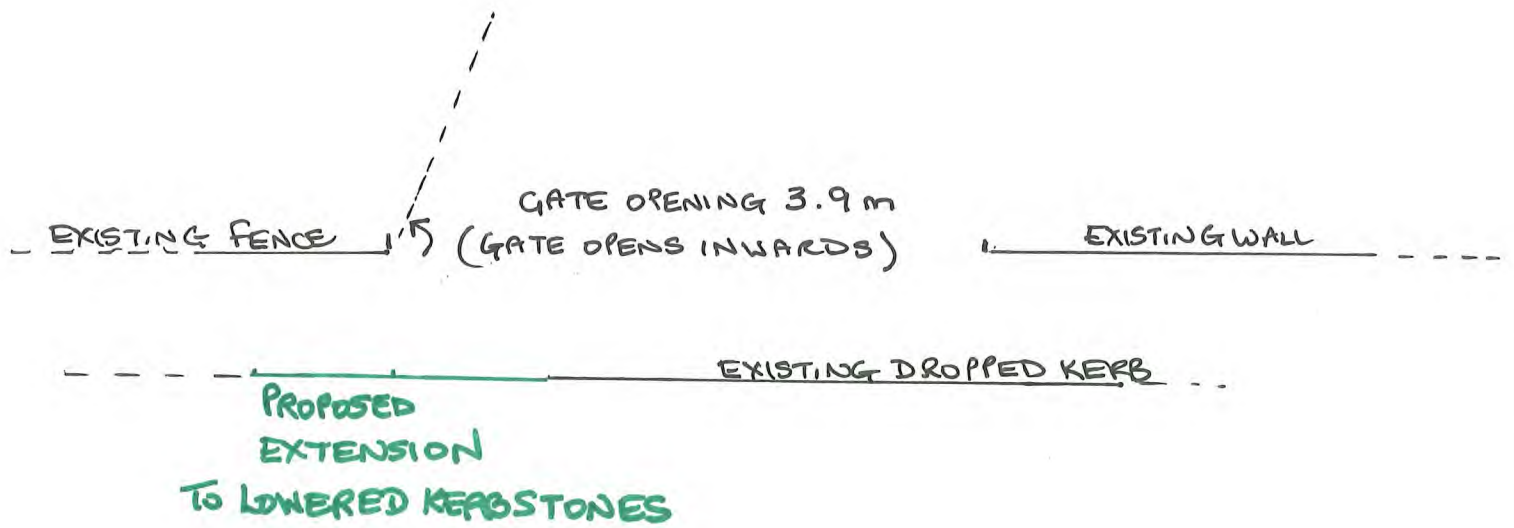 GATE OPENING 3.9 m
EXISTING FENCE
(GATE OPENS INWARDS)
EXISTING WALL
EXISTING DROPPED KERB
PROPOSED
EXTENSION
TO LOWERED KERBSTONES